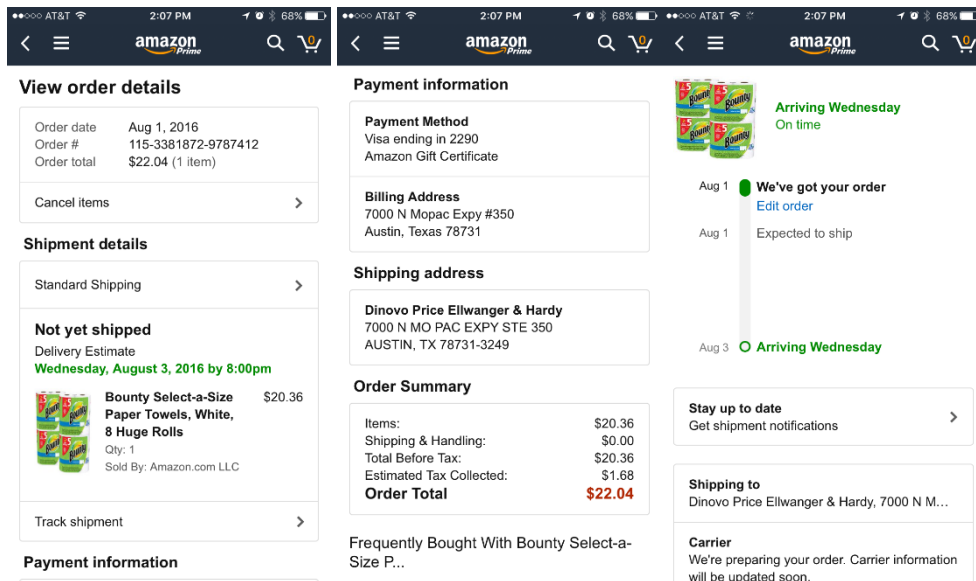 AT&T 2:07 PM 68%
amazon
Prime
0
View order details
Order date Aug 1, 2016
Order # 115-3381872-9787412
Order total $22.04 (1 item)
Cancel items
Shipment details
Standard Shipping
Not yet shipped
Delivery Estimate
Wednesday, August 3, 2016 by 8:00pm
Bounty Select-a-Size $20.36
Paper Towels, White,
8 Huge Rolls
Qty: 1
Sold By: Amazon.com LLC
Track shipment
Payment information
AT&T 2:07 PM 68%
amazon
Prime
0
Payment information
Payment Method
Visa ending in 2290
Amazon Gift Certificate
Billing Address
7000 N Mopac Expy #350
Austin, Texas 78731
Shipping address
Dinovo Price Ellwanger & Hardy
7000 N MO PAC EXPY STE 350
AUSTIN, TX 78731-3249
Order Summary
Items: $20.36
Shipping & Handling: $0.00
Total Before Tax: $20.36
Estimated Tax Collected: $1.68
Order Total $22.04
Frequently Bought With Bounty Select-a-
Size P...
AT&T 2:07 PM 68%
amazon
Prime
0
Bounty Bounty
Bounty Bounty
Arriving Wednesday
On time
Aug 1 We've got your order
Edit order
Aug 1 Expected to ship
Aug 3 Arriving Wednesday
Stay up to date
Get shipment notifications
Shipping to
Dinovo Price Ellwanger & Hardy, 7000 N M...
Carrier
We're preparing your order. Carrier information
will be updated soon.